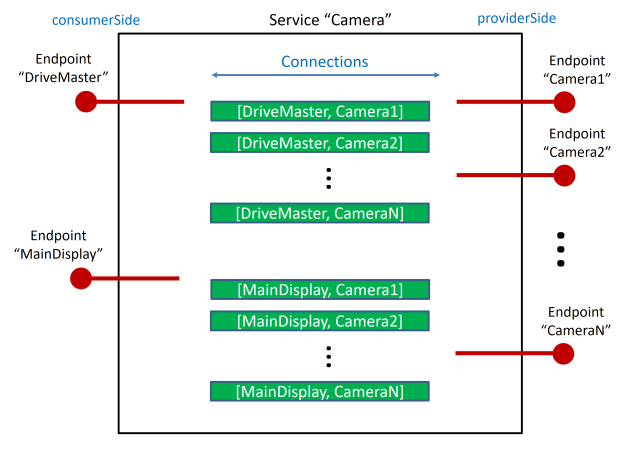 consumerSide
Service “Camera”
providerSide
Endpoint
“DriveMaster”
Connections
Endpoint
“Camera1”
[DriveMaster, Camera1]
[DriveMaster, Camera2]
Endpoint
“Camera2”
[DriveMaster, CameraN]
Endpoint
“MainDisplay”
[MainDisplay, Camera1]
[MainDisplay, Camera2]
Endpoint
“CameraN”
[MainDisplay, CameraN]